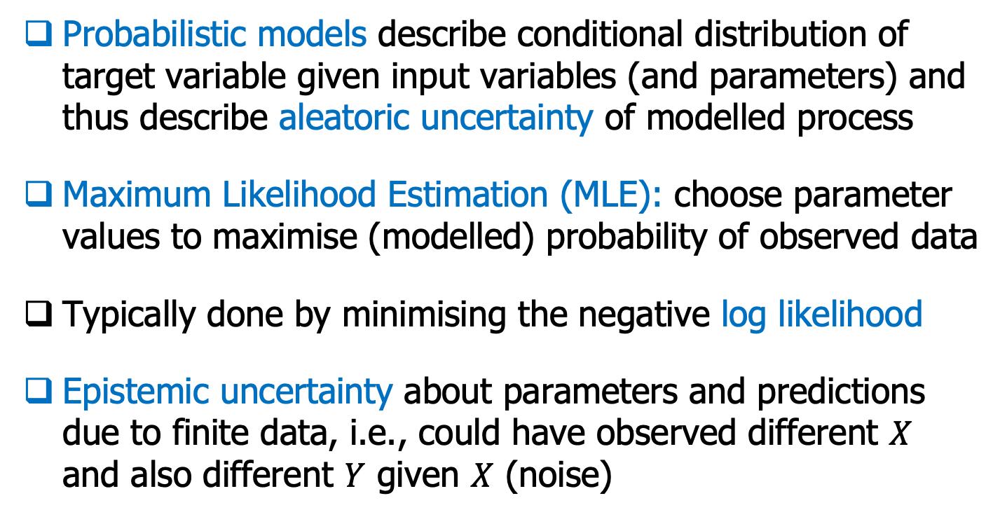 ❑ Probabilistic models describe conditional distribution of
target variable given input variables (and parameters) and
thus describe aleatoric uncertainty of modelled process
❑ Maximum Likelihood Estimation (MLE): choose parameter
values to maximise (modelled) probability of observed data
❑ Typically done by minimising the negative log likelihood
❑ Epistemic uncertainty about parameters and predictions
due to finite data, i.e., could have observed different X
and also different Y given X (noise)